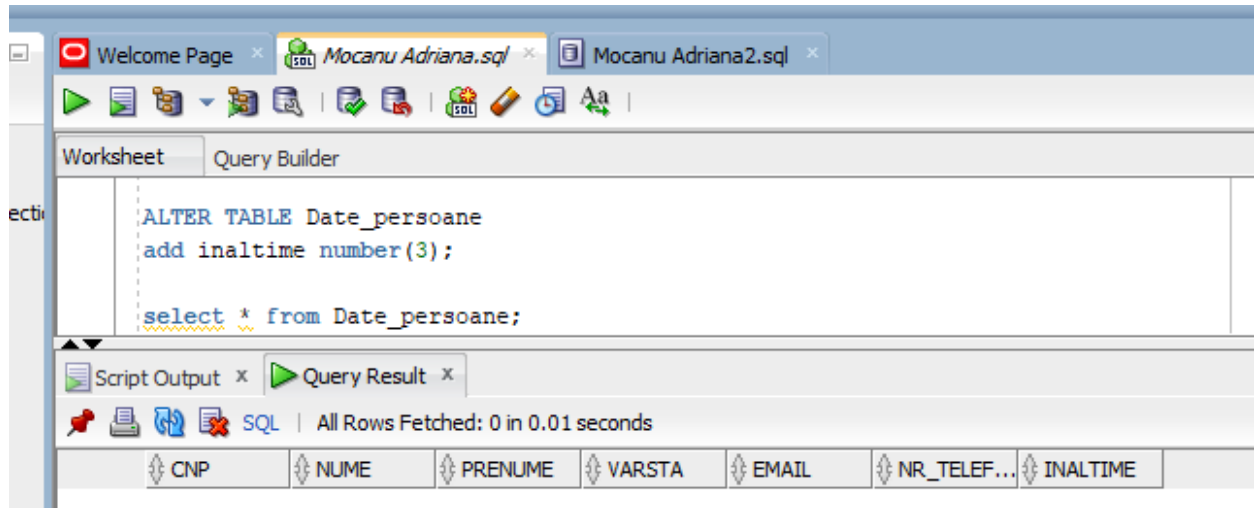 Welcome Page Mocanu Adriana.sql Mocanu Adriana2.sql
Worksheet Query Builder
ALTER TABLE Date_persoane
add inaltime number(3);
select * from Date_persoane;
Script Output Query Result
SQL | All Rows Fetched: 0 in 0.01 seconds
CNP NUME PRENUME VARSTA EMAIL NR_TELEF... INALTIME